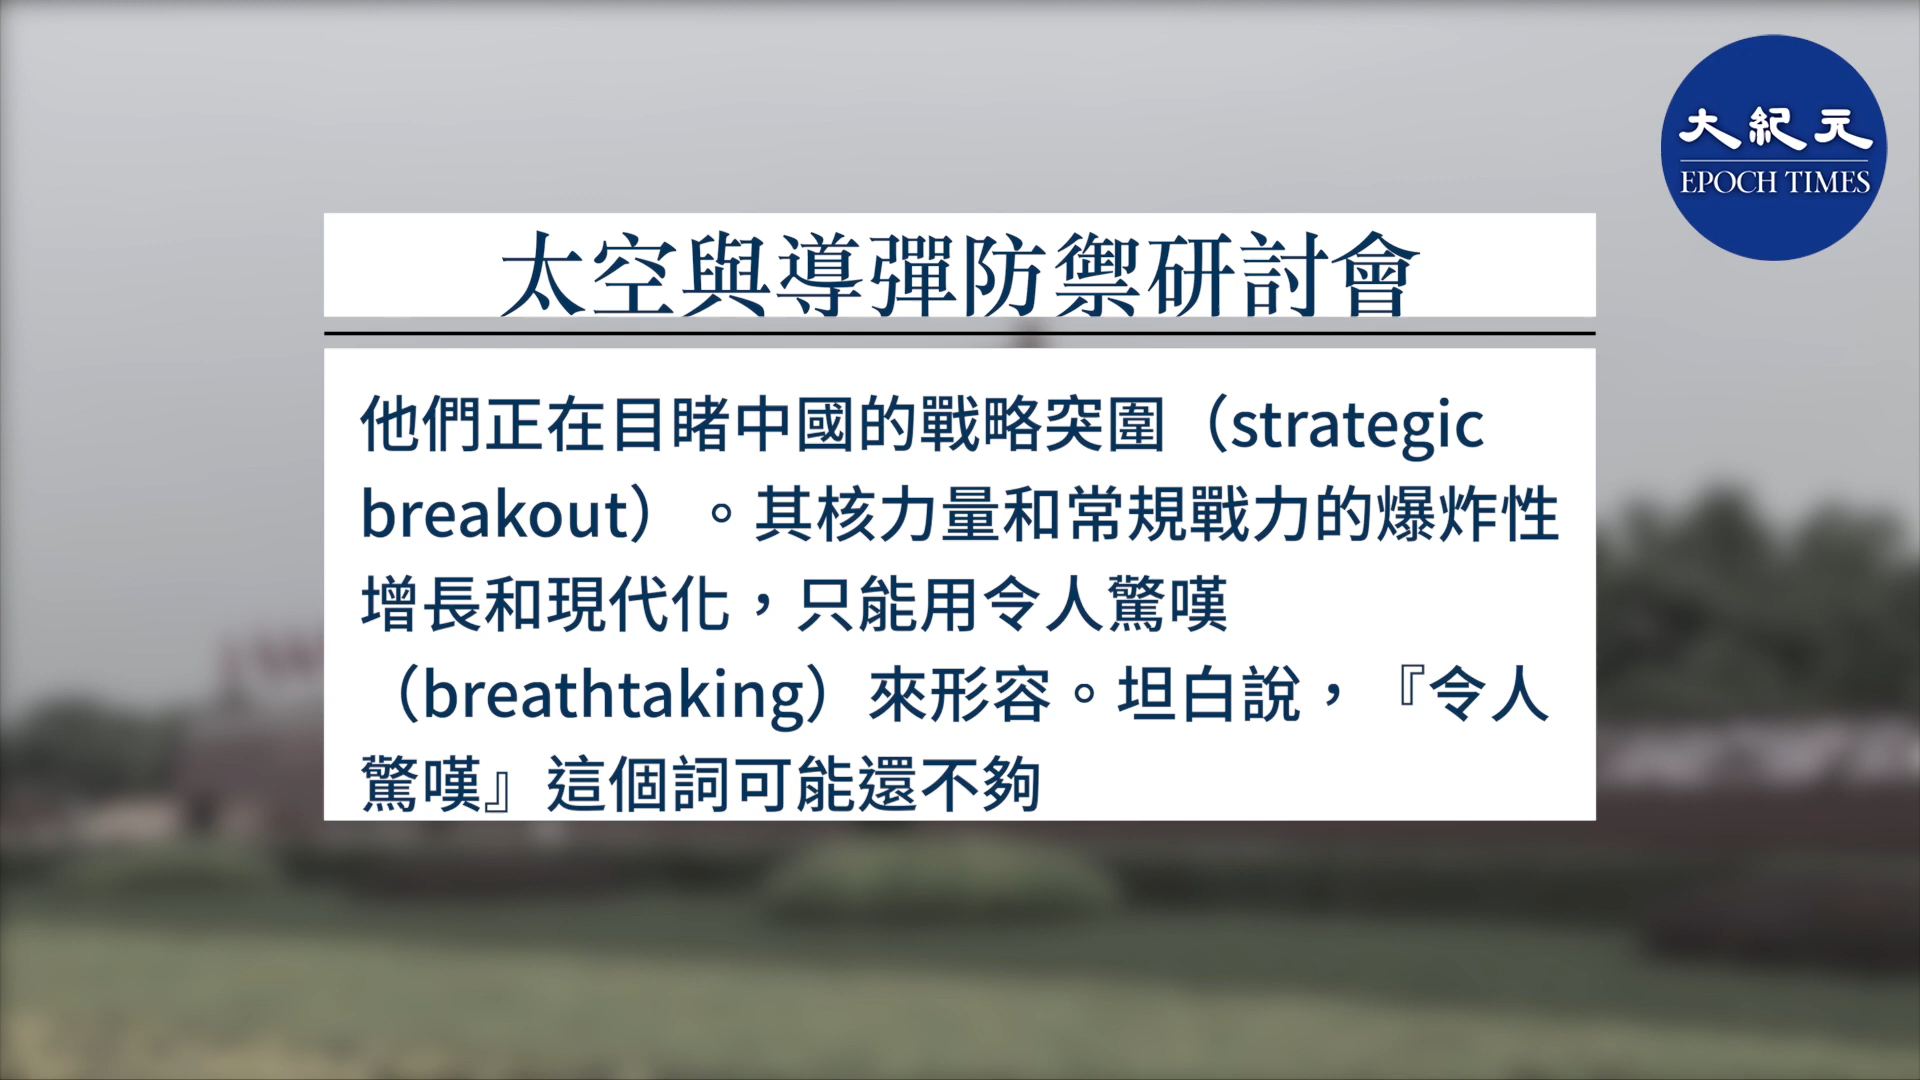 大紀元
EPOCH TIMES
太空與導彈防禦研討會
他們正在目睹中國的戰略突圍（strategic
breakout）。其核力量和常規戰力的爆炸性
增長和現代化，只能用令人驚嘆
（breathtaking）來形容。坦白說，『令人
驚嘆』這個詞可能還不夠